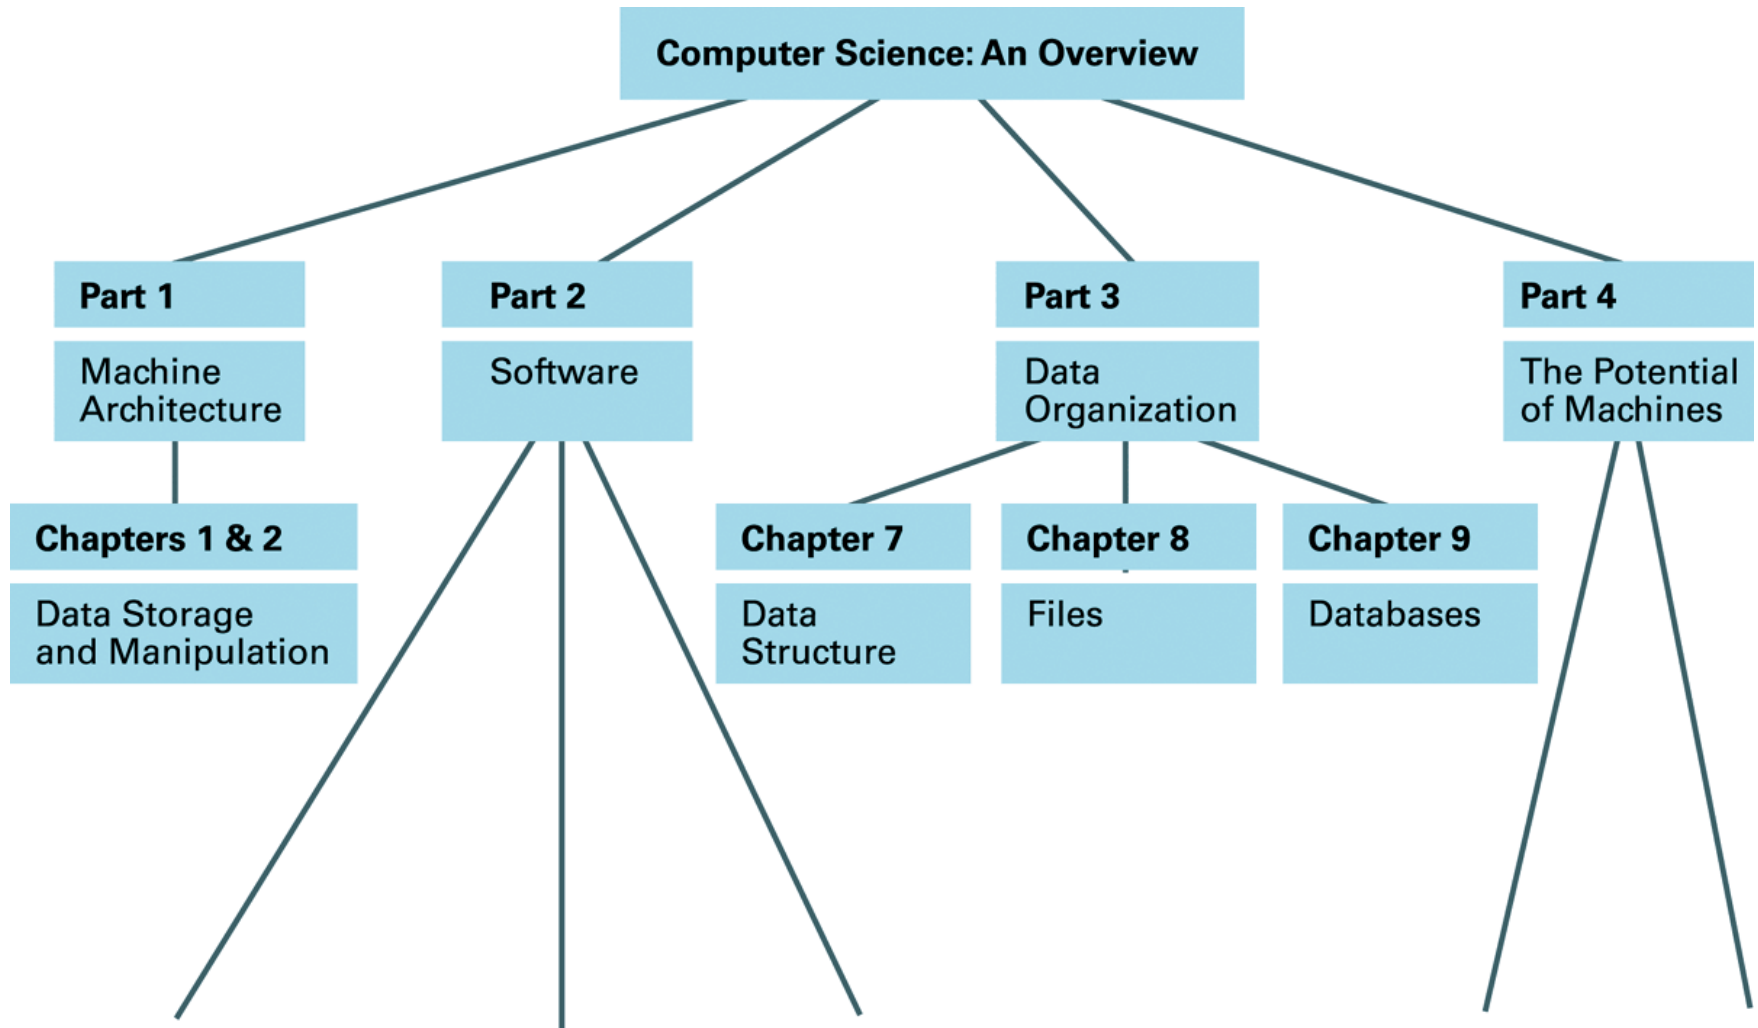 Computer Science: An Overview
Part 1
Machine
Architecture
Part 2
Software
Part 3
Data
Organization
Part 4
The Potential
of Machines
Chapters 1 & 2
Data Storage
and Manipulation
Chapter 7
Data
Structure
Chapter 8
Files
Chapter 9
Databases